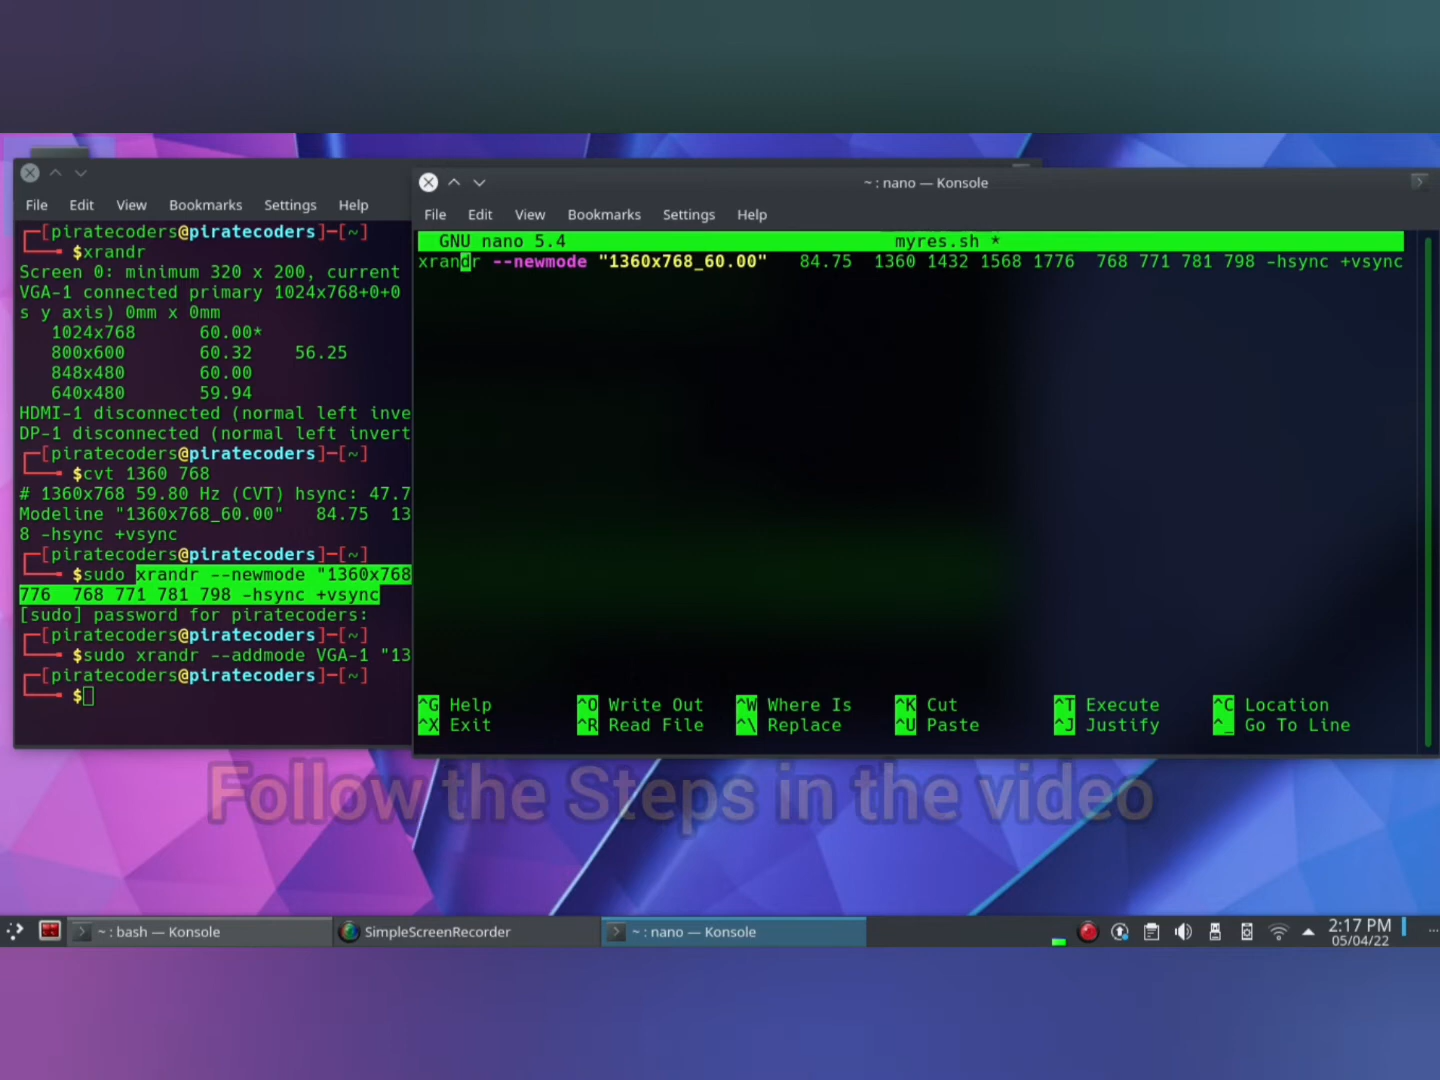 File Edit View Bookmarks Settings Help
[piratecoders@piratecoders]-[~]
$xrandr
Screen 0: minimum 320 x 200, current
VGA-1 connected primary 1024x768+0+0
s y axis) 0mm x 0mm
1024x768 60.00*
800x600 60.32 56.25
848x480 60.00
640x480 59.94
HDMI-1 disconnected (normal left inve
DP-1 disconnected (normal left invert
[piratecoders@piratecoders]-[~]
$cvt 1360 768
# 1360x768 59.80 Hz (CVT) hsync: 47.7
Modeline "1360x768_60.00" 84.75 13
8 -hsync +vsync
[piratecoders@piratecoders]-[~]
$sudo xrandr --newmode "1360x768
776 768 771 781 798 -hsync +vsync
[sudo] password for piratecoders:
[piratecoders@piratecoders]-[~]
$sudo xrandr --addmode VGA-1 "13
[piratecoders@piratecoders]-[~]
$
~ : nano — Konsole
File Edit View Bookmarks Settings Help
GNU nano 5.4 myres.sh *
xrandr --newmode "1360x768_60.00" 84.75 1360 1432 1568 1776 768 771 781 798 -hsync +vsync
^G Help ^O Write Out ^W Where Is ^K Cut ^T Execute ^C Location
^X Exit ^R Read File ^\ Replace ^U Paste ^J Justify ^_ Go To Line
Follow the Steps in the video
~ : bash — Konsole SimpleScreenRecorder ~ : nano — Konsole 2:17 PM
05/04/22